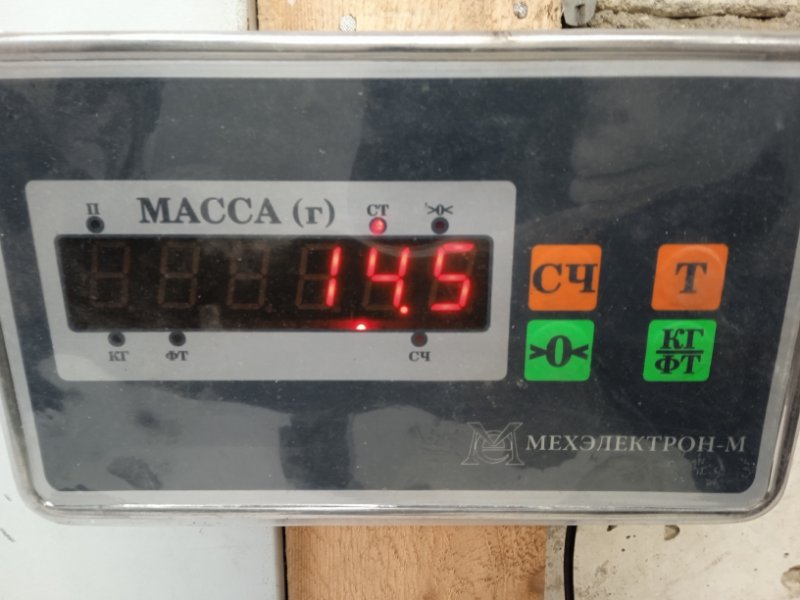 П МАССА (г) СТ >0<
14.5
КГ ФТ СЧ
СЧ Т
>0< КГ/ФТ
МЕХЭЛЕКТРОН-М